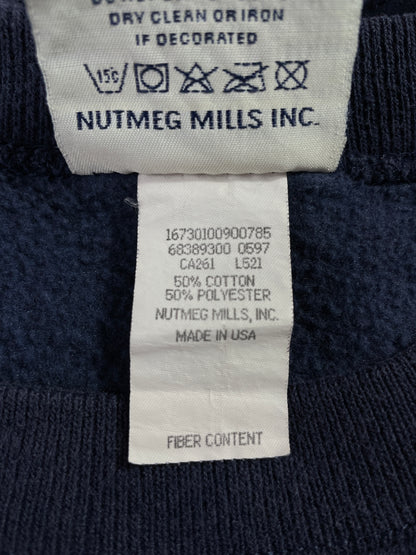 DRY CLEAN OR IRON
IF DECORATED
15C
NUTMEG MILLS INC.
16730100900785
68389300 0597
CA261 L521
50% COTTON
50% POLYESTER
NUTMEG MILLS, INC.
MADE IN USA
FIBER CONTENT